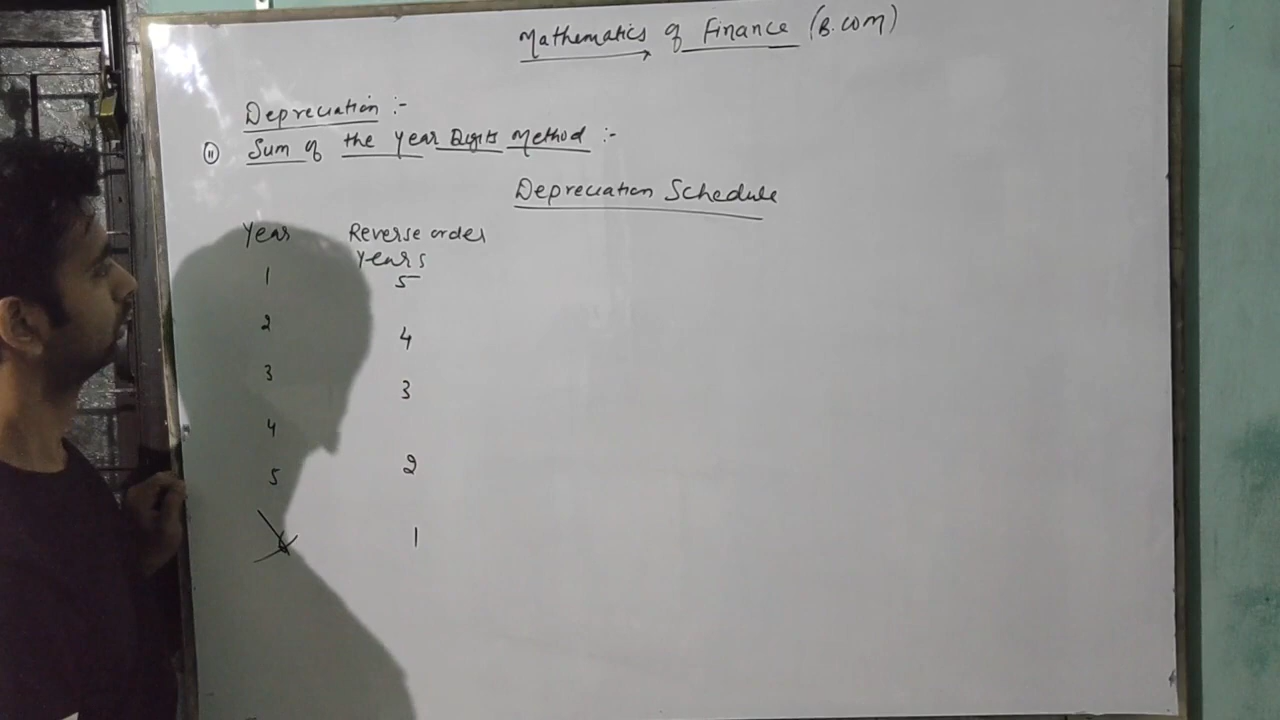 Mathematics of Finance (B.COM)
Depreciation :-
(ii) Sum of the Year Digits Method :-
Depreciation Schedule
Year Reverse order
Years
1 5
2 4
3 3
4 2
5 1